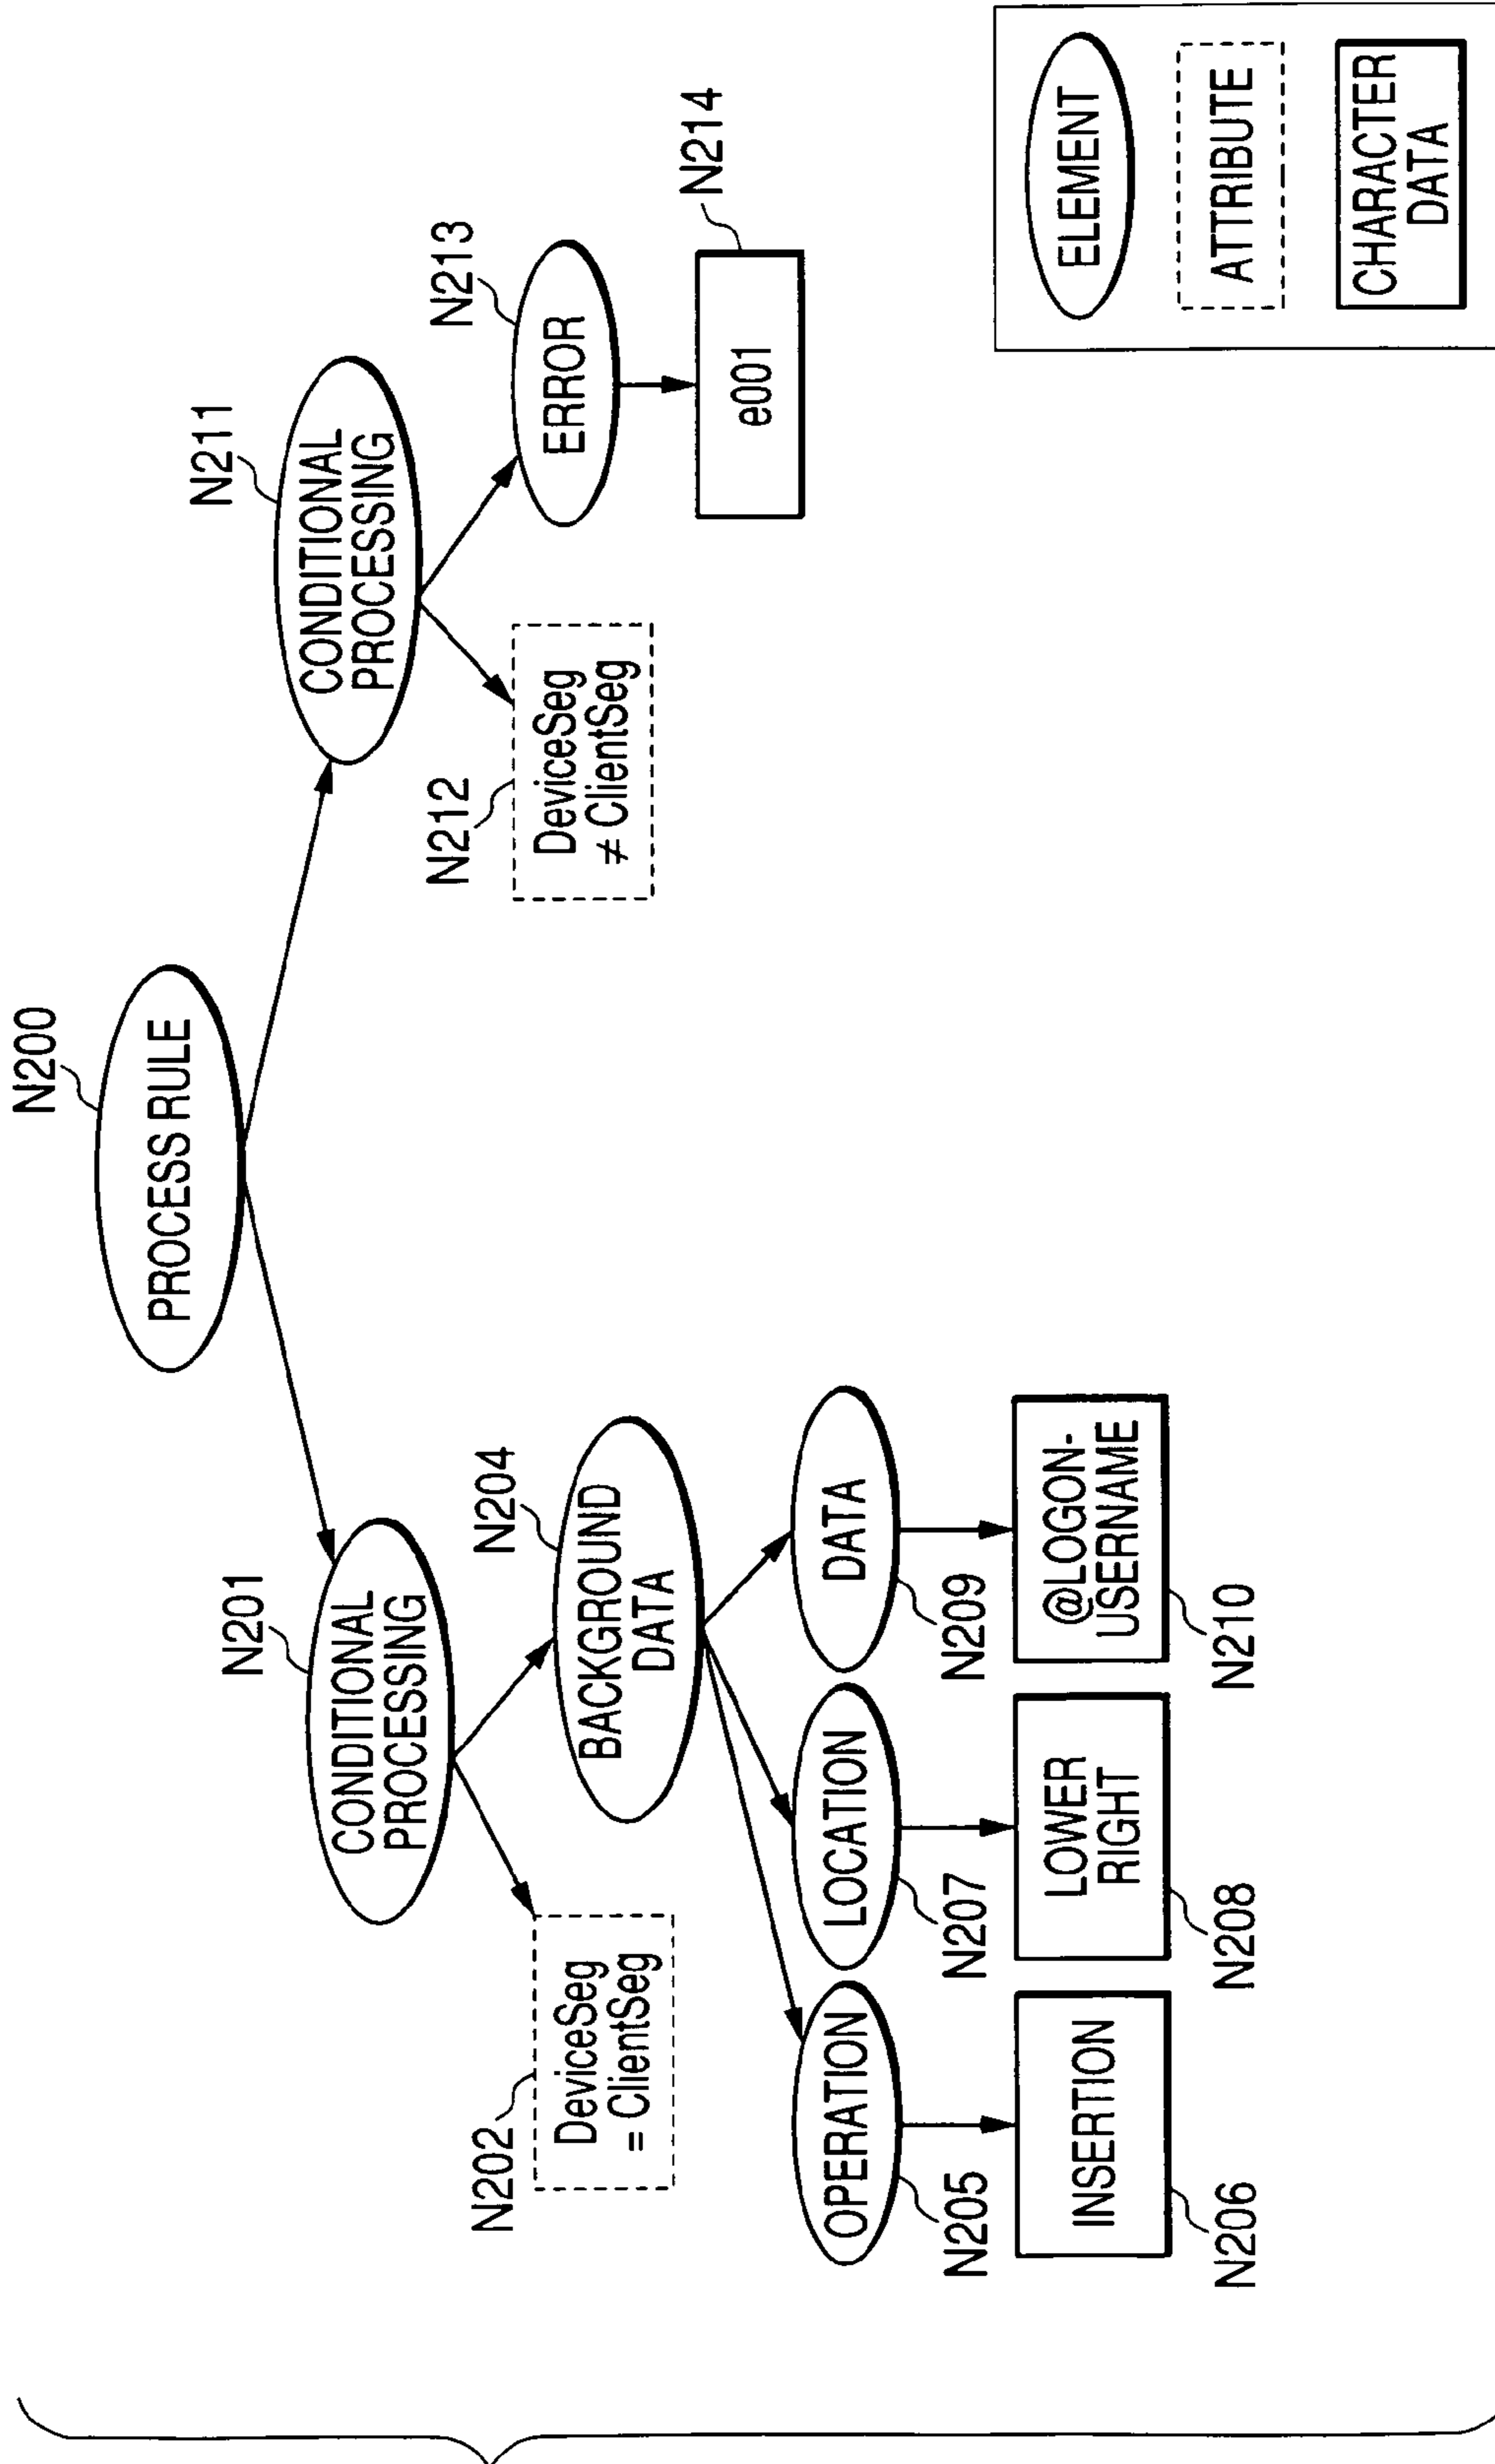 N200
PROCESS RULE
N201
CONDITIONAL
PROCESSING
N211
CONDITIONAL
PROCESSING
N202
DeviceSeg
= ClientSeg
N204
BACKGROUND
DATA
N212
DeviceSeg
≠ ClientSeg
N213
ERROR
N214
e001
OPERATION
N205
LOCATION
N207
DATA
N209
INSERTION
N206
LOWER
RIGHT
N208
@LOGON-
USERNAME
N210
ELEMENT
ATTRIBUTE
CHARACTER
DATA